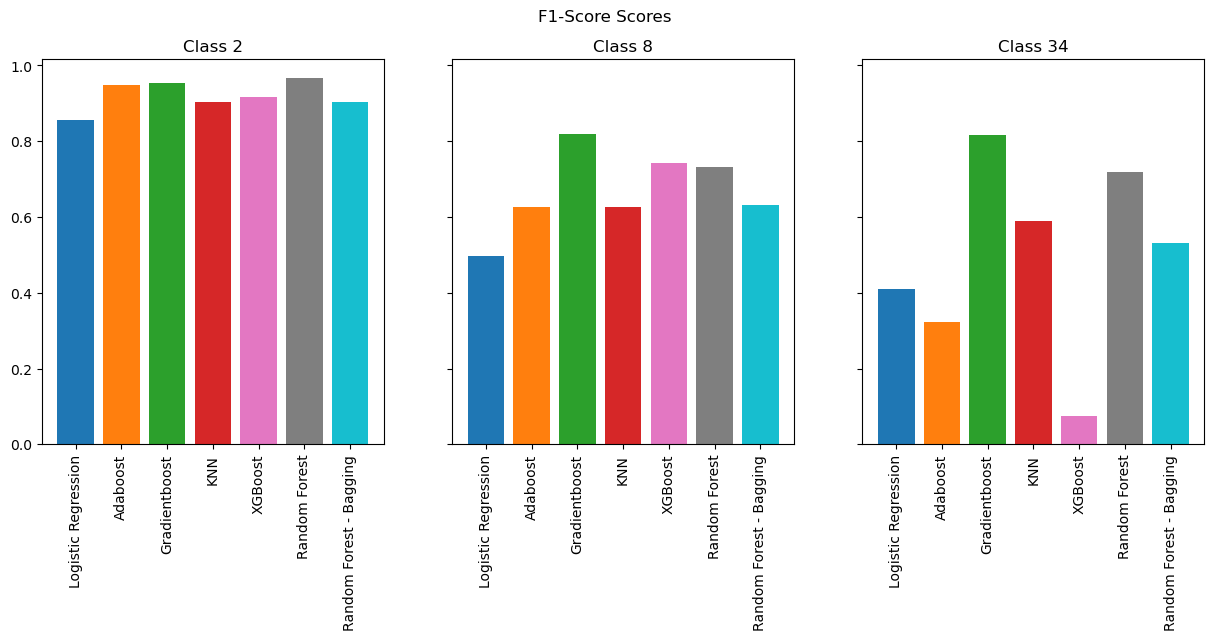 F1-Score Scores
Class 2
1.0
0.8
0.6
0.4
0.2
0.0
Logistic Regression
Adaboost
Gradientboost
KNN
XGBoost
Random Forest
Random Forest - Bagging
Class 8
Logistic Regression
Adaboost
Gradientboost
KNN
XGBoost
Random Forest
Random Forest - Bagging
Class 34
Logistic Regression
Adaboost
Gradientboost
KNN
XGBoost
Random Forest
Random Forest - Bagging